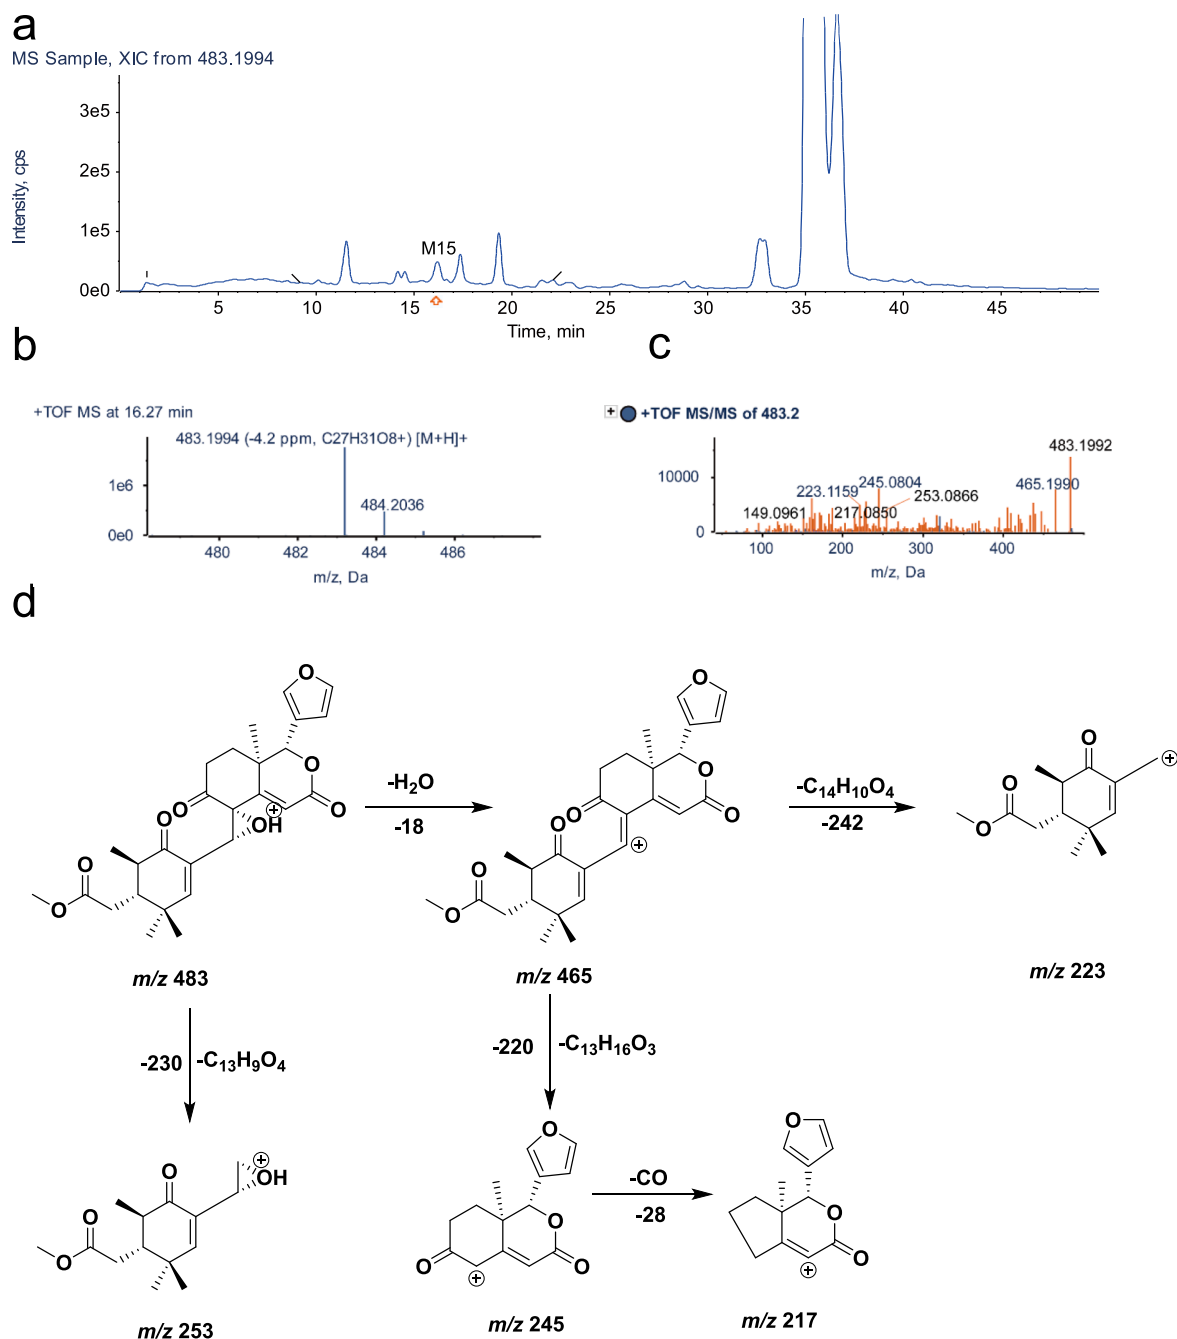 a
MS Sample, XIC from 483.1994
Intensity, cps
3e5
2e5
1e5
0e0
M15
5 10 15 20 25 30 35 40 45
Time, min
b
c
+TOF MS at 16.27 min
483.1994 (-4.2 ppm, C27H31O8+) [M+H]+
1e6
484.2036
0e0
480 482 484 486
m/z, Da
+TOF MS/MS of 483.2
483.1992
10000
245.0804
465.1990
223.1159
253.0866
149.0961
217.0850
0
100 200 300 400
m/z, Da
d
O
O
O
O
O
O
O
OH
-H₂O
-18
O
O
O
O
O
O
O
-C₁₄H₁₀O₄
-242
O
O
O
m/z 483
m/z 465
m/z 223
-230 -C₁₃H₉O₄
-220 -C₁₃H₁₆O₃
O
O
O
OH
O
O
O
O
-CO
-28
O
O
O
m/z 253
m/z 245
m/z 217